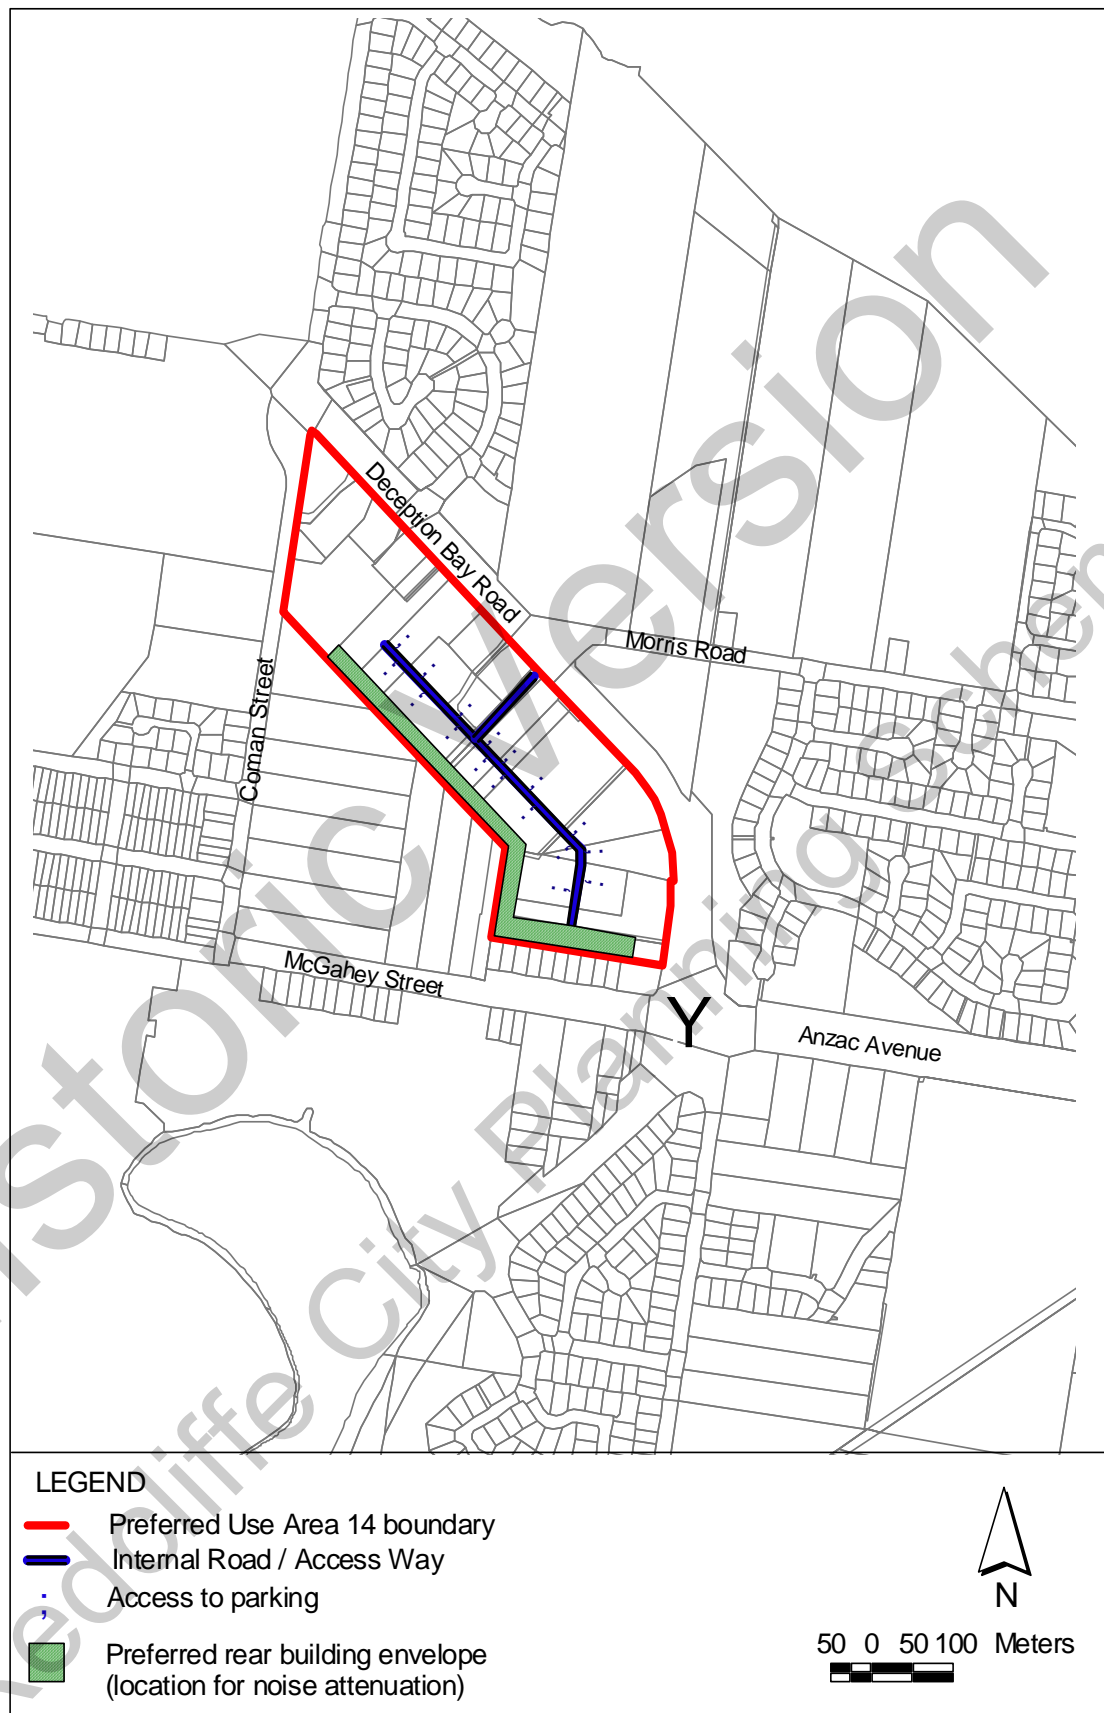 Deception Bay Road
Morris Road
Coman Street
McGahey Street
Y
Anzac Avenue
LEGEND
Preferred Use Area 14 boundary
Internal Road / Access Way
Access to parking
Preferred rear building envelope
(location for noise attenuation)
N
50 0 50 100 Meters
storic Version
Redcliffe City Planning Schem